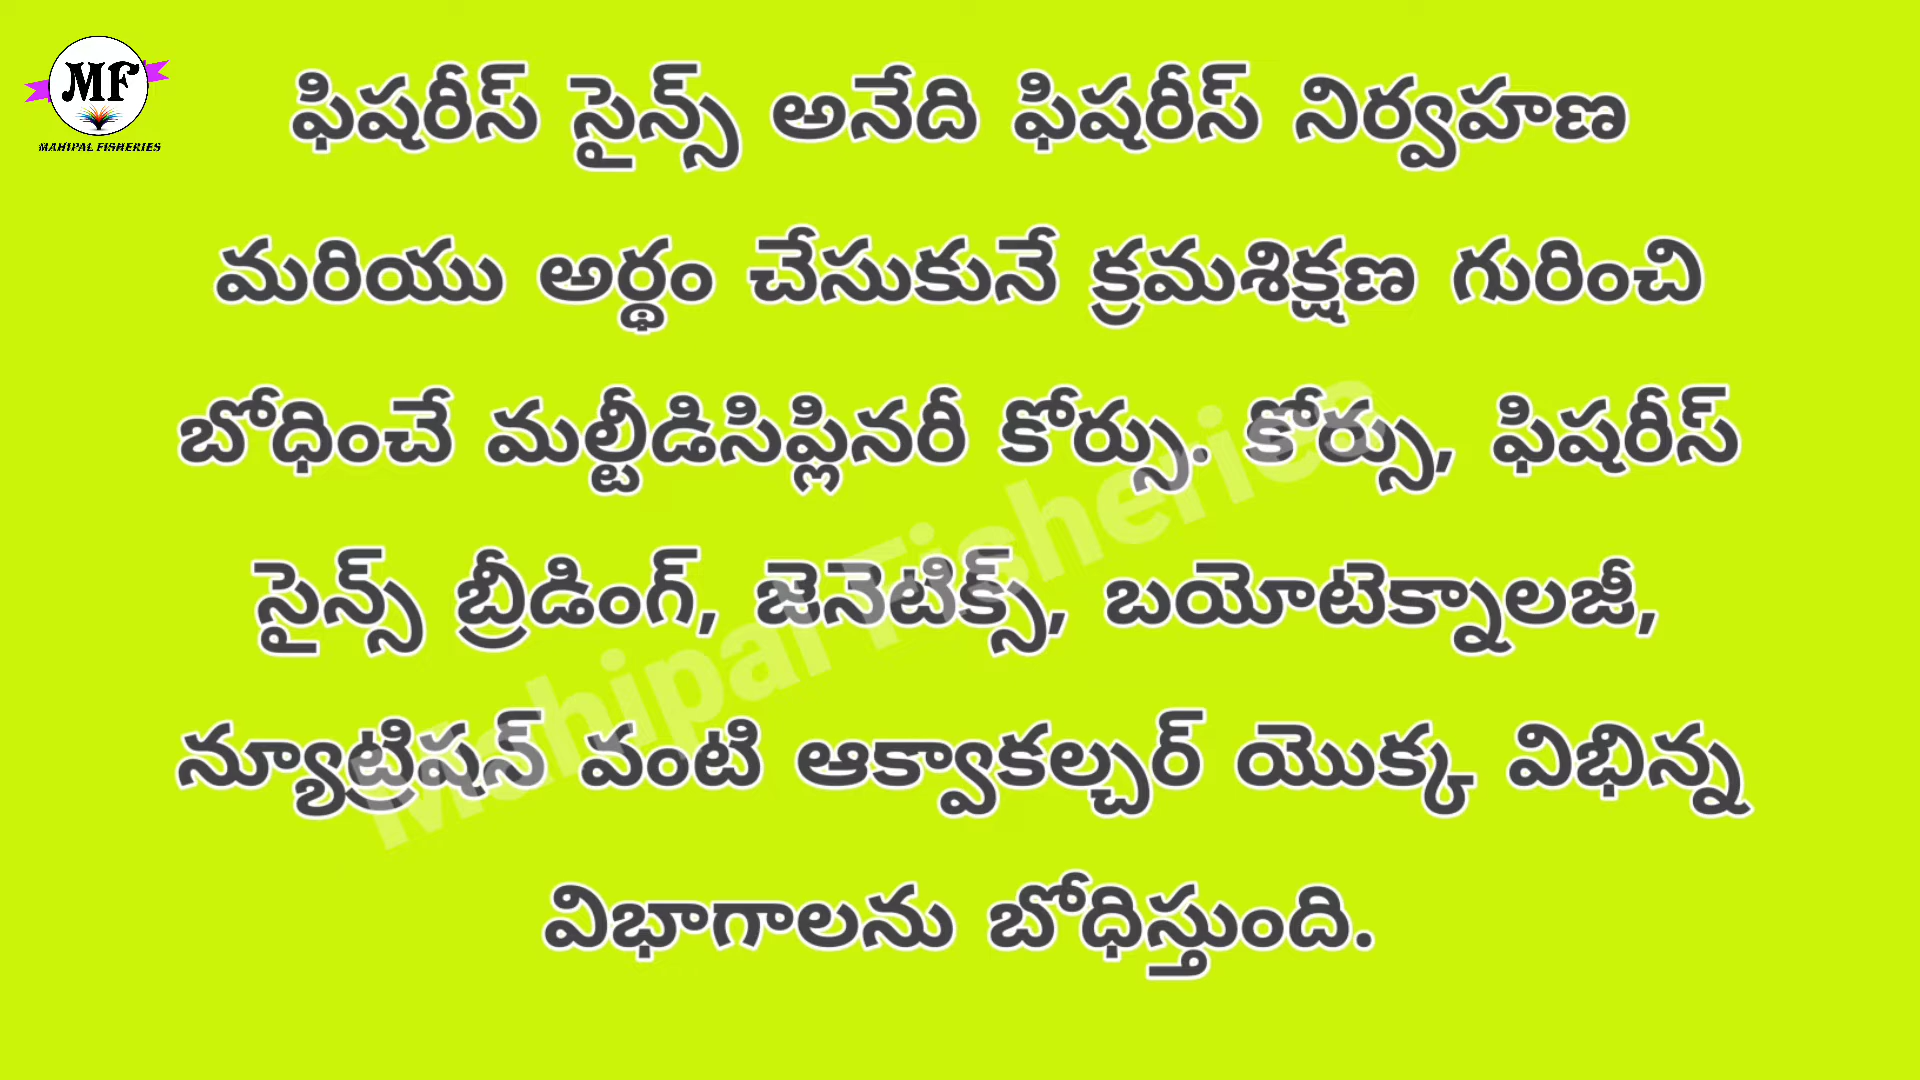 MF
MAHIPAL FISHERIES
ఫిషరీస్ సైన్స్ అనేది ఫిషరీస్ నిర్వహణ
మరియు అర్థం చేసుకునే క్రమశిక్షణ గురించి
బోధించే మల్టీడిసిప్లినరీ కోర్సు. కోర్సు, ఫిషరీస్
సైన్స్ బ్రీడింగ్, జెనెటిక్స్, బయోటెక్నాలజీ,
న్యూట్రిషన్ వంటి ఆక్వాకల్చర్ యొక్క విభిన్న
విభాగాలను బోధిస్తుంది.
Mahipal Fisheries